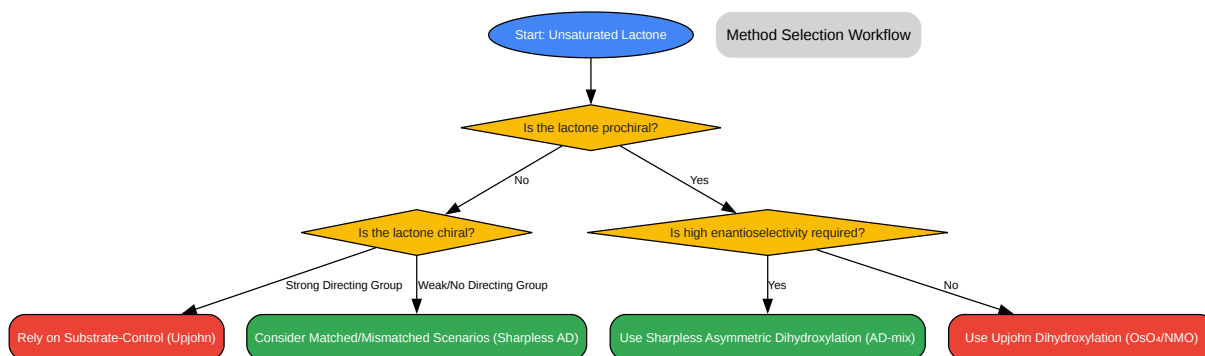 Start: Unsaturated Lactone
Method Selection Workflow
Is the lactone prochiral?
No
Yes
Is the lactone chiral?
Is high enantioselectivity required?
Strong Directing Group
Weak/No Directing Group
Yes
No
Rely on Substrate-Control (Upjohn)
Consider Matched/Mismatched Scenarios (Sharpless AD)
Use Sharpless Asymmetric Dihydroxylation (AD-mix)
Use Upjohn Dihydroxylation (OsO₄/NMO)